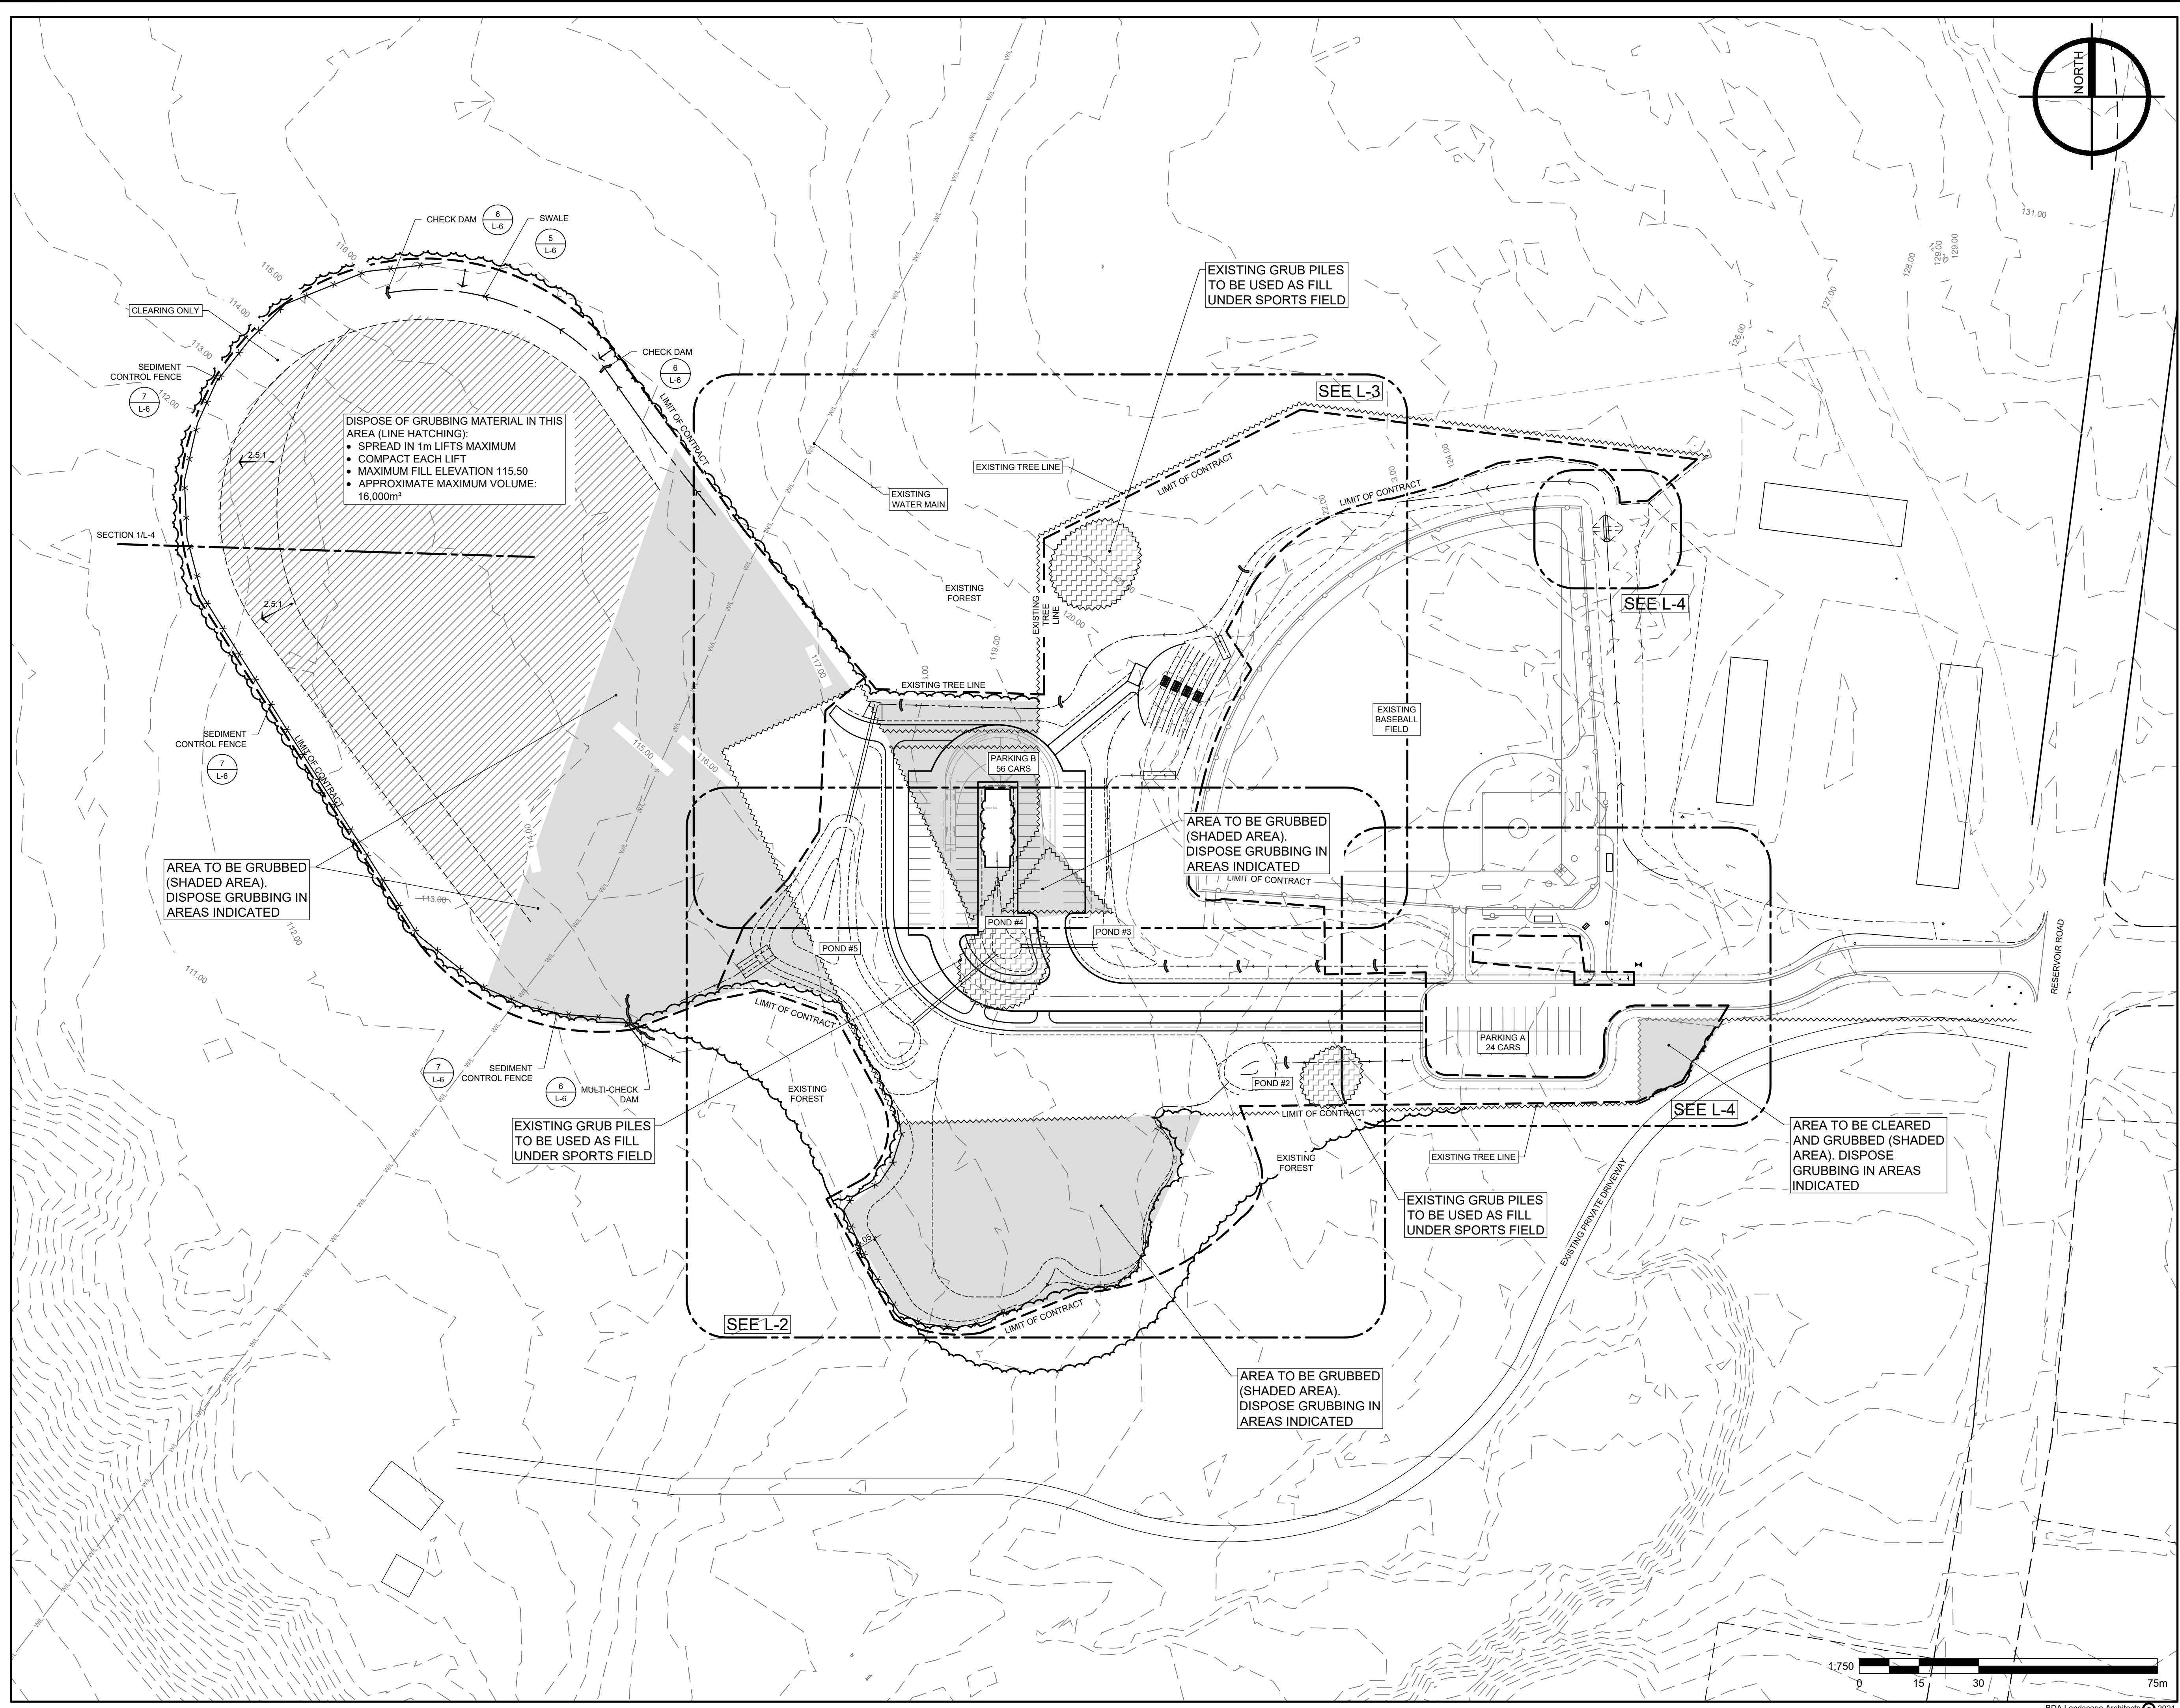 NORTH
131.00
129.00
129.00
128.00
127.00
126.00
CHECK DAM
6
L-6
SWALE
5
L-6
116.00
115.00
114.00
113.00
112.00
CLEARING ONLY
SEDIMENT
CONTROL FENCE
7
L-6
CHECK DAM
6
L-6
LIMIT OF CONTRACT
DISPOSE OF GRUBBING MATERIAL IN THIS
AREA (LINE HATCHING):
• SPREAD IN 1m LIFTS MAXIMUM
• COMPACT EACH LIFT
• MAXIMUM FILL ELEVATION 115.50
• APPROXIMATE MAXIMUM VOLUME:
16,000m³
2.5:1
2.5:1
SECTION 1/L-4
EXISTING GRUB PILES
TO BE USED AS FILL
UNDER SPORTS FIELD
SEE L-3
EXISTING TREE LINE
LIMIT OF CONTRACT
LIMIT OF CONTRACT
124.00
EXISTING
WATER MAIN
W/L
EXISTING
FOREST
EXISTING
TREE
LINE
120.00
119.00
117.00
EXISTING TREE LINE
SEE L-4
EXISTING
BASEBALL
FIELD
SEDIMENT
CONTROL FENCE
7
L-6
LIMIT OF CONTRACT
115.00
116.00
114.00
113.00
112.00
111.00
PARKING B
56 CARS
AREA TO BE GRUBBED
(SHADED AREA).
DISPOSE GRUBBING IN
AREAS INDICATED
LIMIT OF CONTRACT
AREA TO BE GRUBBED
(SHADED AREA).
DISPOSE GRUBBING IN
AREAS INDICATED
POND #4
POND #3
POND #5
RESERVOIR ROAD
LIMIT OF CONTRACT
PARKING A
24 CARS
7
L-6
SEDIMENT
CONTROL FENCE
6
L-6
MULTI-CHECK
DAM
EXISTING
FOREST
POND #2
LIMIT OF CONTRACT
SEE L-4
EXISTING GRUB PILES
TO BE USED AS FILL
UNDER SPORTS FIELD
AREA TO BE CLEARED
AND GRUBBED (SHADED
AREA). DISPOSE
GRUBBING IN AREAS
INDICATED
EXISTING
FOREST
EXISTING TREE LINE
EXISTING GRUB PILES
TO BE USED AS FILL
UNDER SPORTS FIELD
EXISTING PRIVATE DRIVEWAY
SEE L-2
LIMIT OF CONTRACT
AREA TO BE GRUBBED
(SHADED AREA).
DISPOSE GRUBBING IN
AREAS INDICATED
1:750
0 15 30 75m